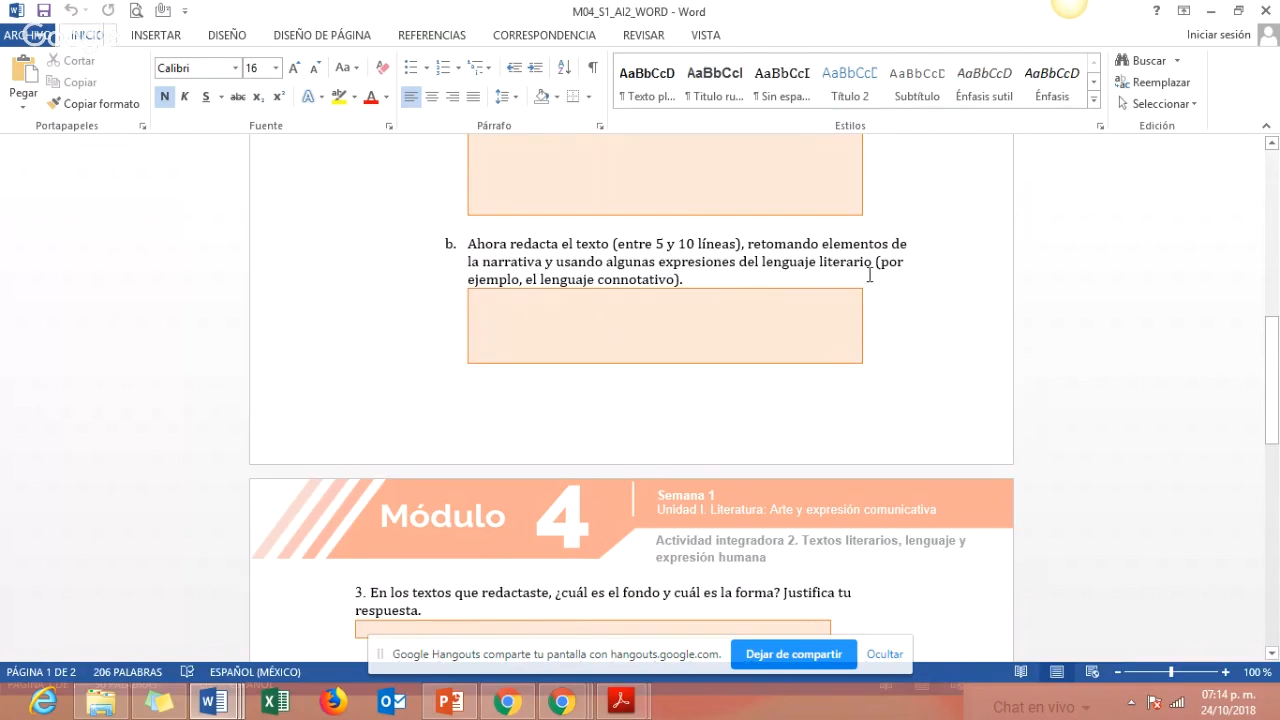 M04_S1_AI2_WORD - Word
ARCHIVO INICIO INSERTAR DISEÑO DISEÑO DE PÁGINA REFERENCIAS CORRESPONDENCIA REVISAR VISTA Iniciar sesión
Pegar
Cortar
Copiar
Copiar formato
Portapapeles
Calibri 16 Aa
N K S abc x₂ x² A A
Fuente
Párrafo
AaBbCcD AaBbCcI AaBbCcI AaBbCcD AaBbCcD AaBbCcD AaBbCcD
¶ Texto pl... ¶ Titulo ru... ¶ Sin espa... Título 2 Subtítulo Énfasis sutil Énfasis
Estilos
Buscar
Reemplazar
Seleccionar
Edición
b. Ahora redacta el texto (entre 5 y 10 líneas), retomando elementos de
la narrativa y usando algunas expresiones del lenguaje literario (por
ejemplo, el lenguaje connotativo).
Módulo 4
Semana 1
Unidad I. Literatura: Arte y expresión comunicativa
Actividad integradora 2. Textos literarios, lenguaje y
expresión humana
3. En los textos que redactaste, ¿cuál es el fondo y cuál es la forma? Justifica tu
respuesta.
Google Hangouts comparte tu pantalla con hangouts.google.com. Dejar de compartir Ocultar
PÁGINA 1 DE 2 206 PALABRAS ESPAÑOL (MÉXICO) 100 %
Chat en vivo
07:14 p. m.
24/10/2018